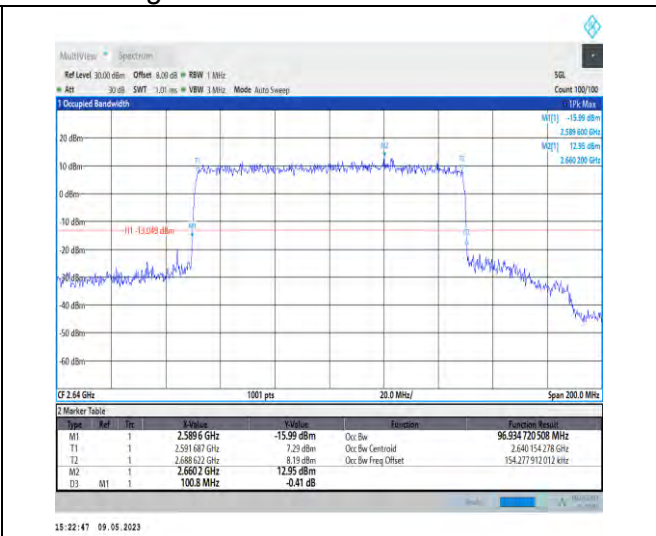 MultiView Spectrum
Ref Level 30.00 dBm Offset 8.00 dB RBW 1 MHz SGL
Att 30 dB SWT 1.01 ms VBW 3 MHz Mode Auto Sweep Count 100/100
1 Occupied Bandwidth 1Pk Max
M1[1] -15.99 dBm
2.589 600 GHz
20 dBm
M2 M2[1] 12.95 dBm
2.660 200 GHz
T1
10 dBm
0 dBm
-10 dBm
H1 -13.049 dBm M1
-20 dBm
-30 dBm
-40 dBm
-50 dBm
-60 dBm
CF 2.64 GHz 1001 pts 20.0 MHz/ Span 200.0 MHz
2 Marker Table
Type Ref Trc X-Value Y-Value Function Function Result
M1 1 2.5896 GHz -15.99 dBm Occ Bw 96.934 720 508 MHz
T1 1 2.591 687 GHz 7.29 dBm Occ Bw Centroid 2.640 154 278 GHz
T2 1 2.688 622 GHz 8.19 dBm Occ Bw Freq Offset 154.277 912 012 kHz
M2 1 2.660 2 GHz 12.95 dBm
D3 M1 1 100.8 MHz -0.41 dB
15:22:47 09.05.2023